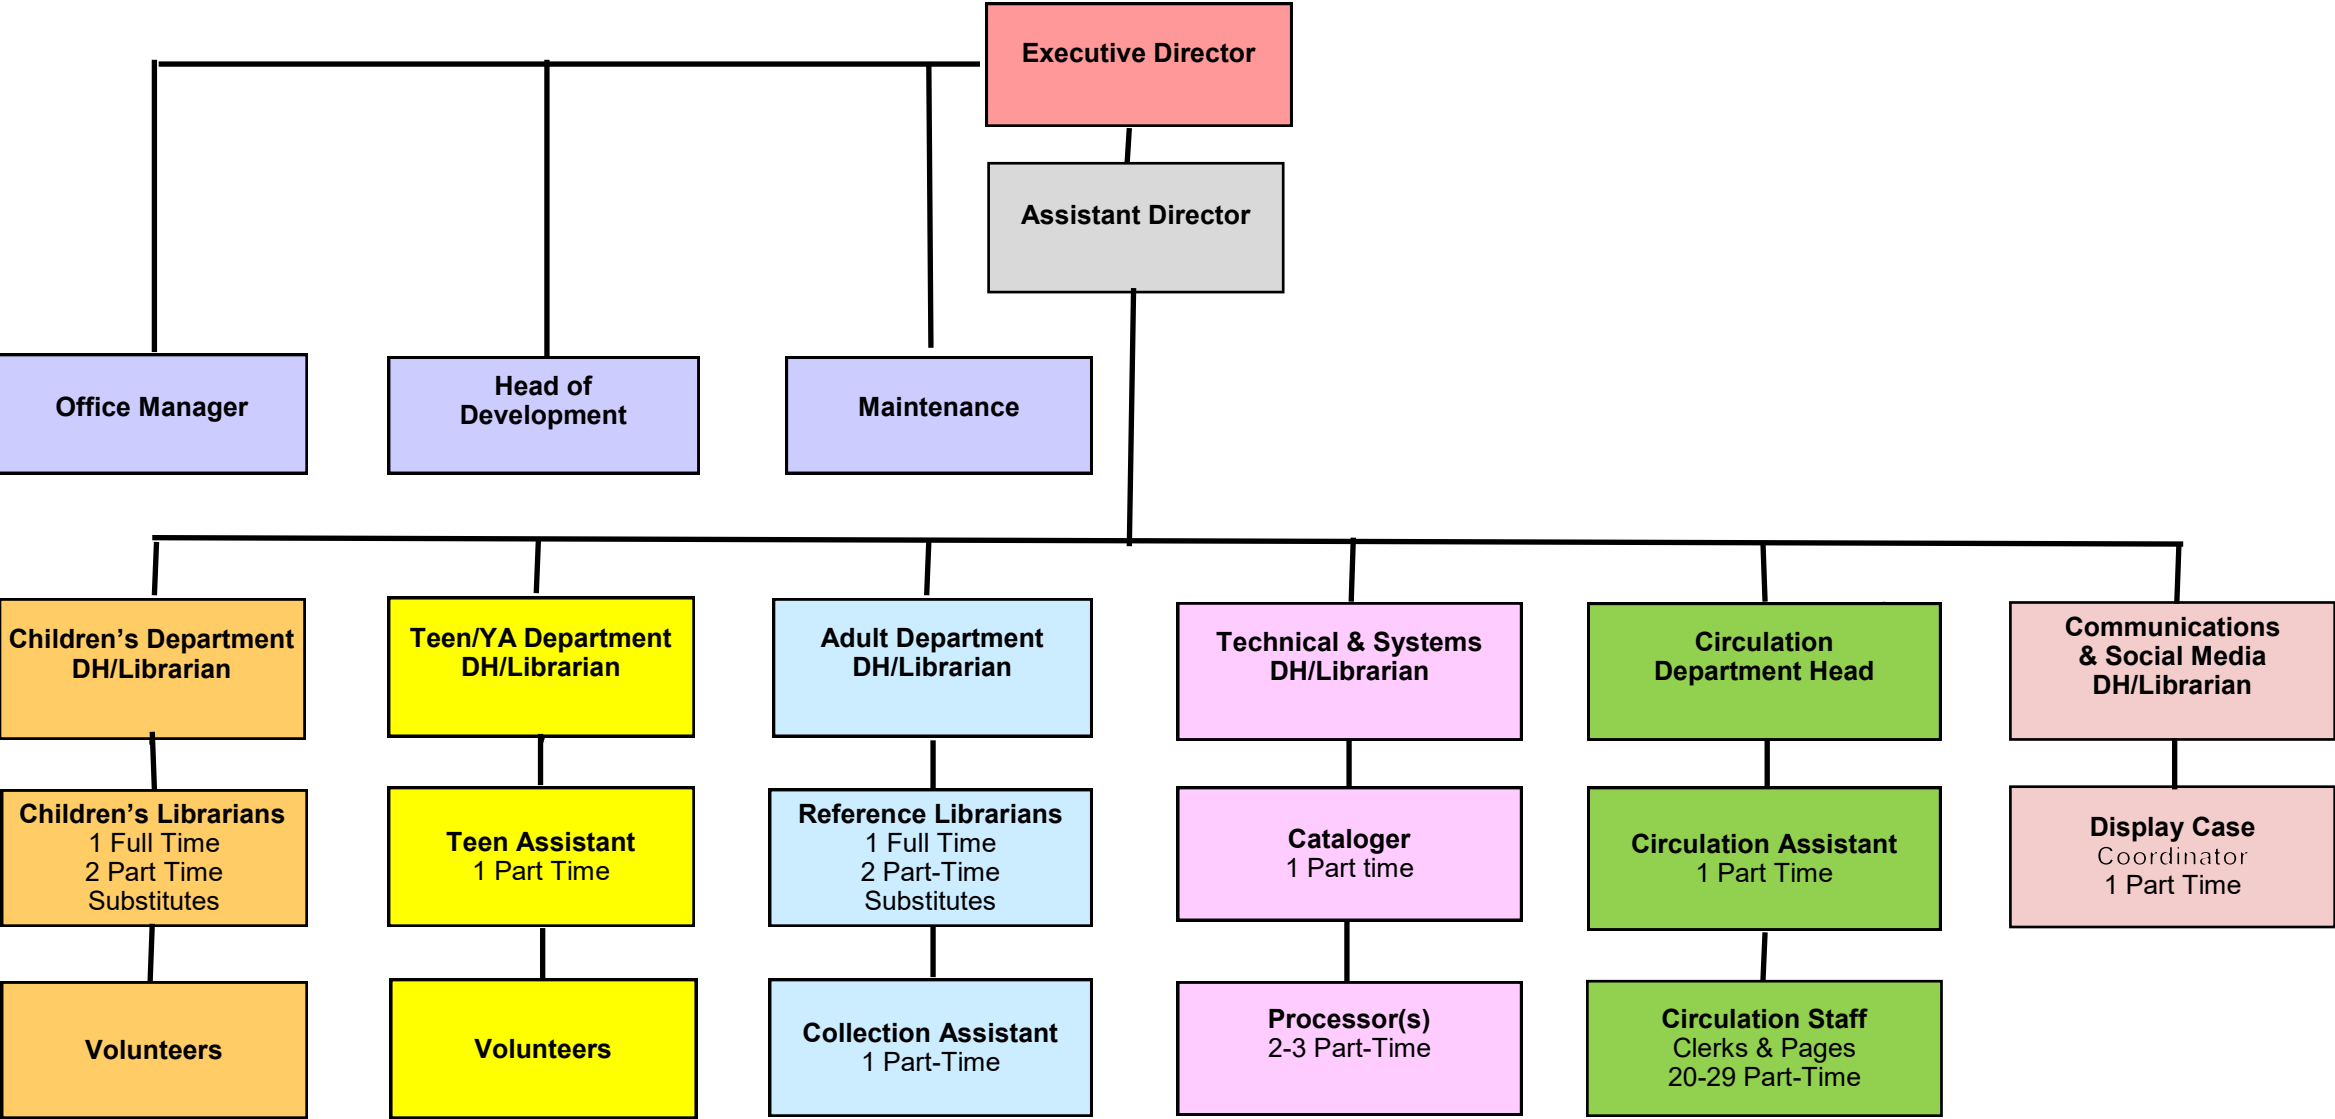 Executive Director
Assistant Director
Office Manager
Head of
Development
Maintenance
Children’s Department
DH/Librarian
Teen/YA Department
DH/Librarian
Adult Department
DH/Librarian
Technical & Systems
DH/Librarian
Circulation
Department Head
Communications
& Social Media
DH/Librarian
Children’s Librarians
1 Full Time
2 Part Time
Substitutes
Teen Assistant
1 Part Time
Reference Librarians
1 Full Time
2 Part-Time
Substitutes
Cataloger
1 Part time
Circulation Assistant
1 Part Time
Display Case
Coordinator
1 Part Time
Volunteers
Volunteers
Collection Assistant
1 Part-Time
Processor(s)
2-3 Part-Time
Circulation Staff
Clerks & Pages
20-29 Part-Time